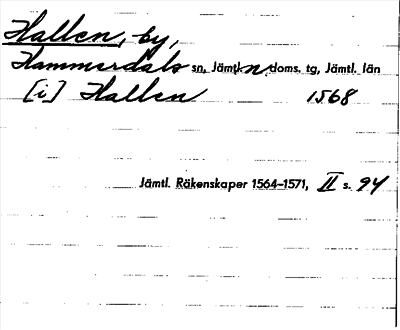 Hallen, by,
Hammerdals sn, Jämtl. n doms. tg, Jämtl. län
[i] Hallen 1568
Jämtl. Räkenskaper 1564-1571, II s. 94